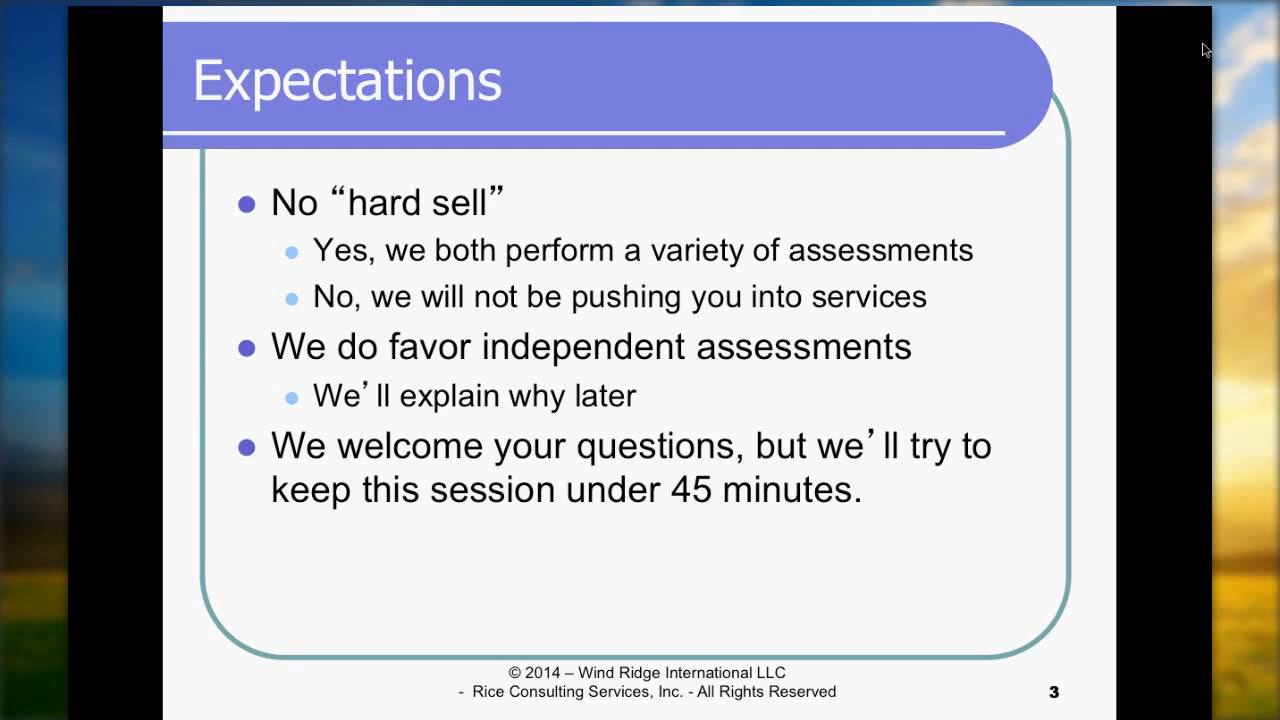 Expectations
No “hard sell”
Yes, we both perform a variety of assessments
No, we will not be pushing you into services
We do favor independent assessments
We’ll explain why later
We welcome your questions, but we’ll try to
keep this session under 45 minutes.
© 2014 – Wind Ridge International LLC
- Rice Consulting Services, Inc. - All Rights Reserved
3